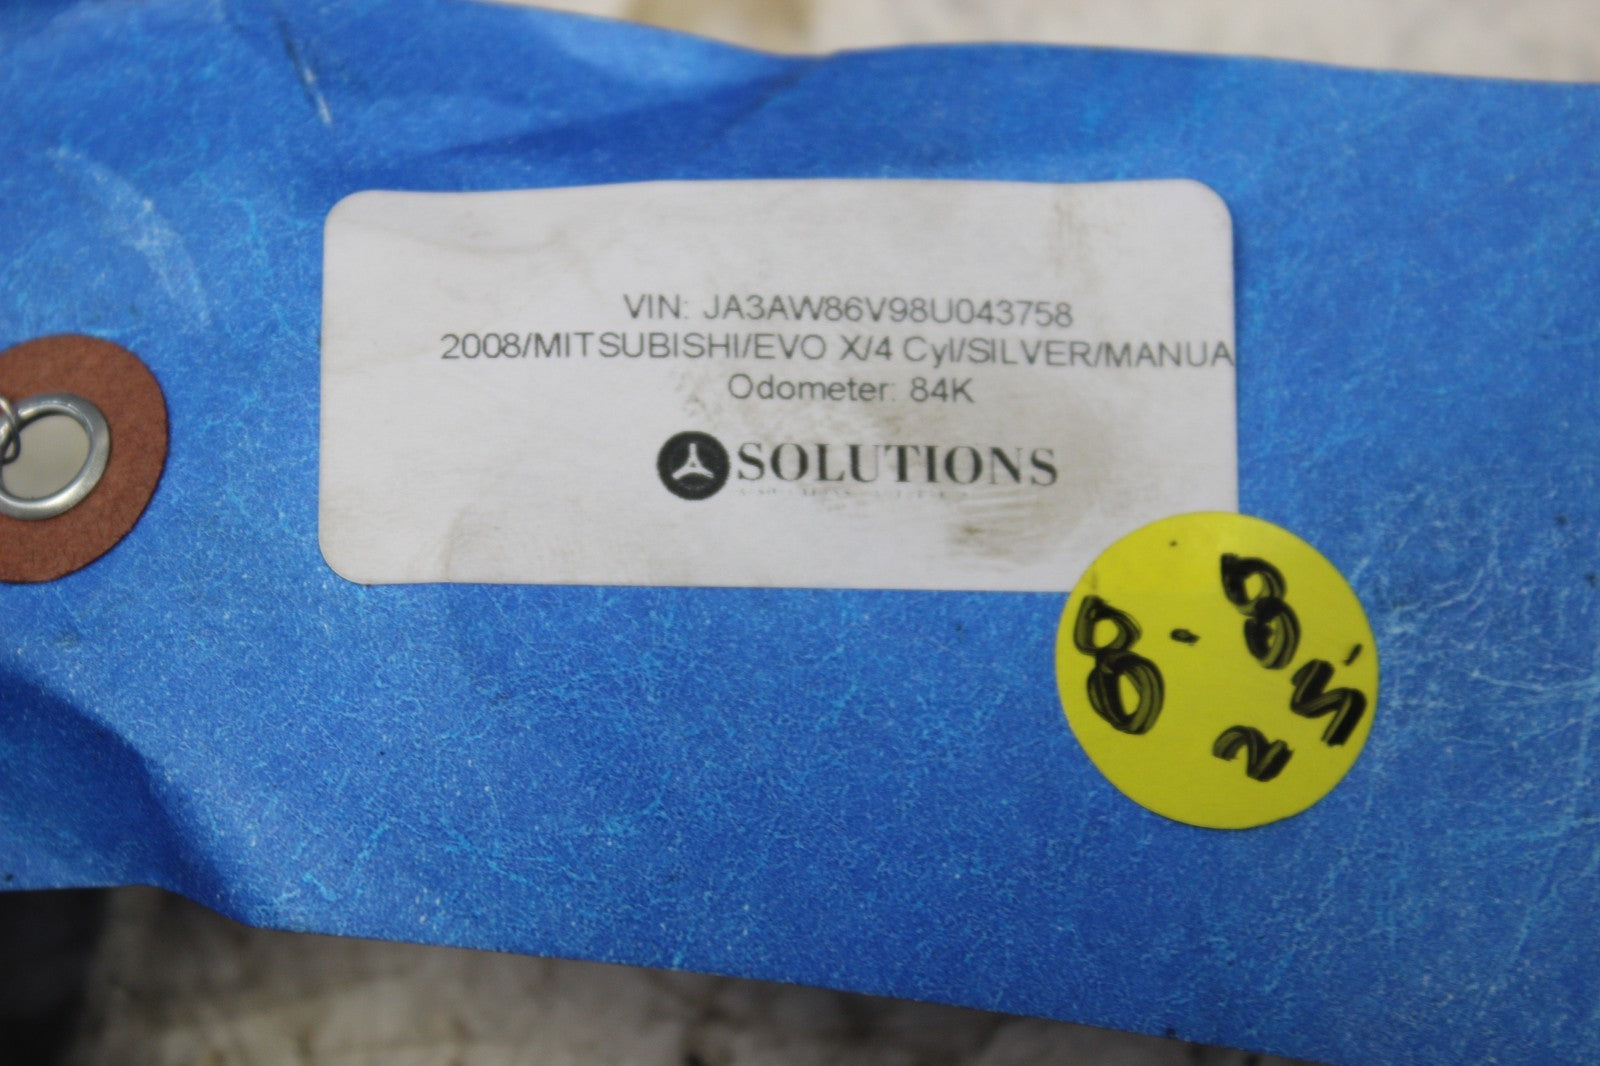 VIN: JA3AW86V98U043758
2008/MITSUBISHI/EVO X/4 Cyl/SILVER/MANUA
Odometer: 84K
SOLUTIONS